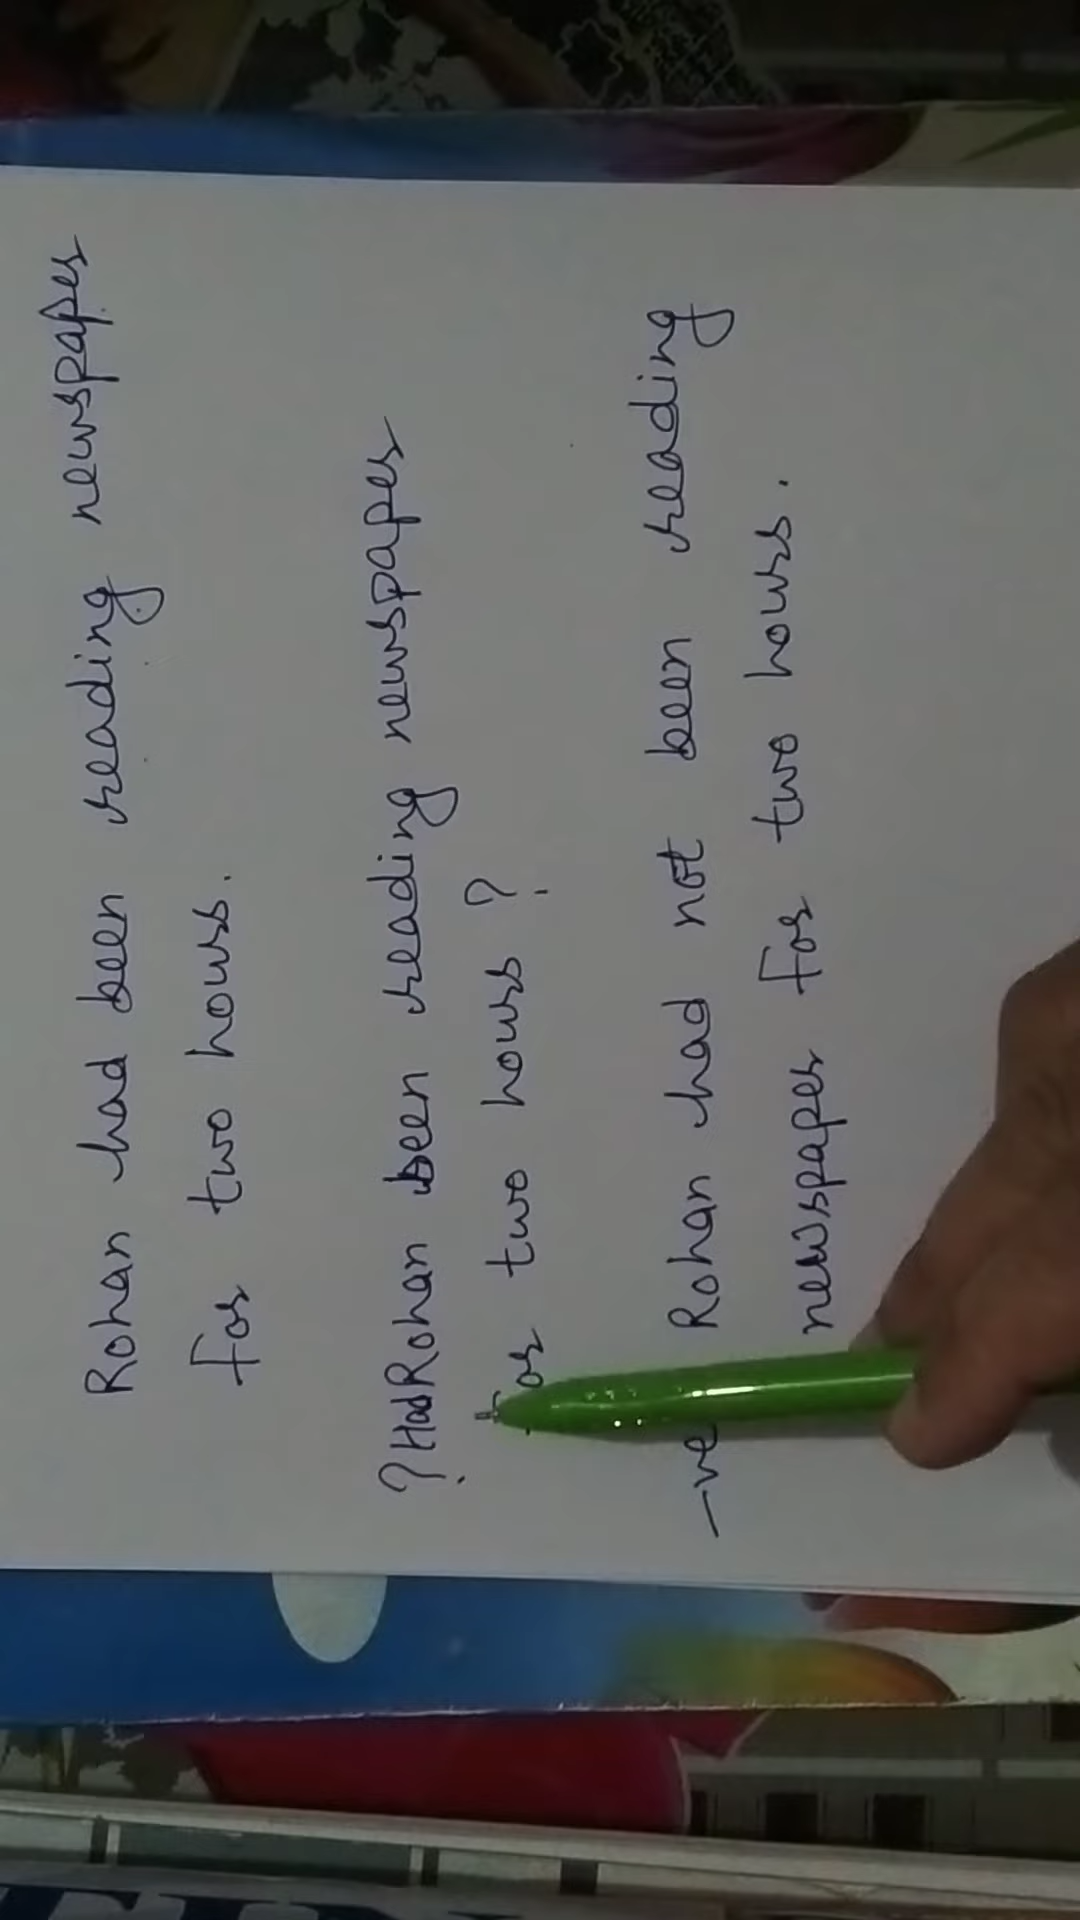 Rohan had been reading newspaper
for two hours.
? Had Rohan been reading newspaper
for two hours ?
-ve Rohan had not been reading
newspaper for two hours.